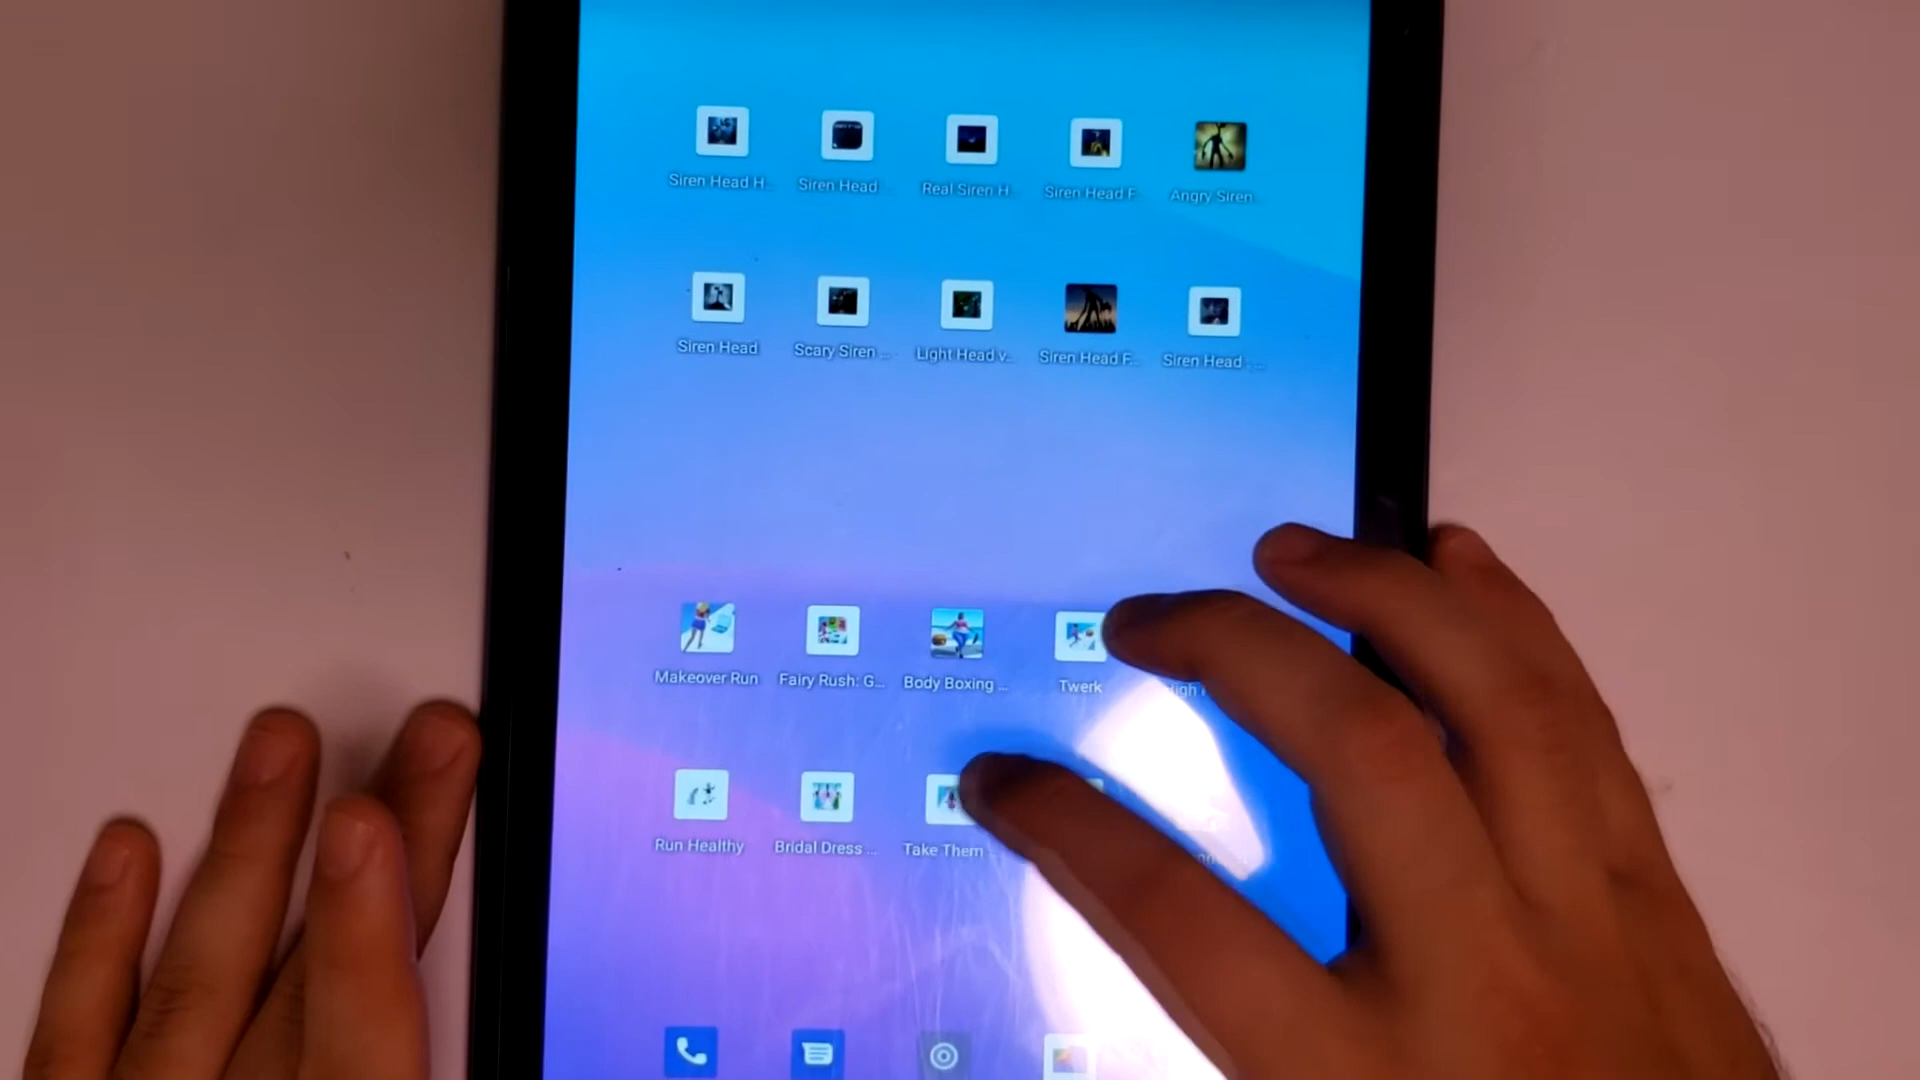 Siren Head H...
Siren Head ...
Real Siren H...
Siren Head F...
Angry Siren...
Siren Head
Scary Siren ...
Light Head v...
Siren Head F...
Siren Head - ...
Makeover Run
Fairy Rush: G...
Body Boxing ...
Twerk
Run Healthy
Bridal Dress ...
Take Them ...